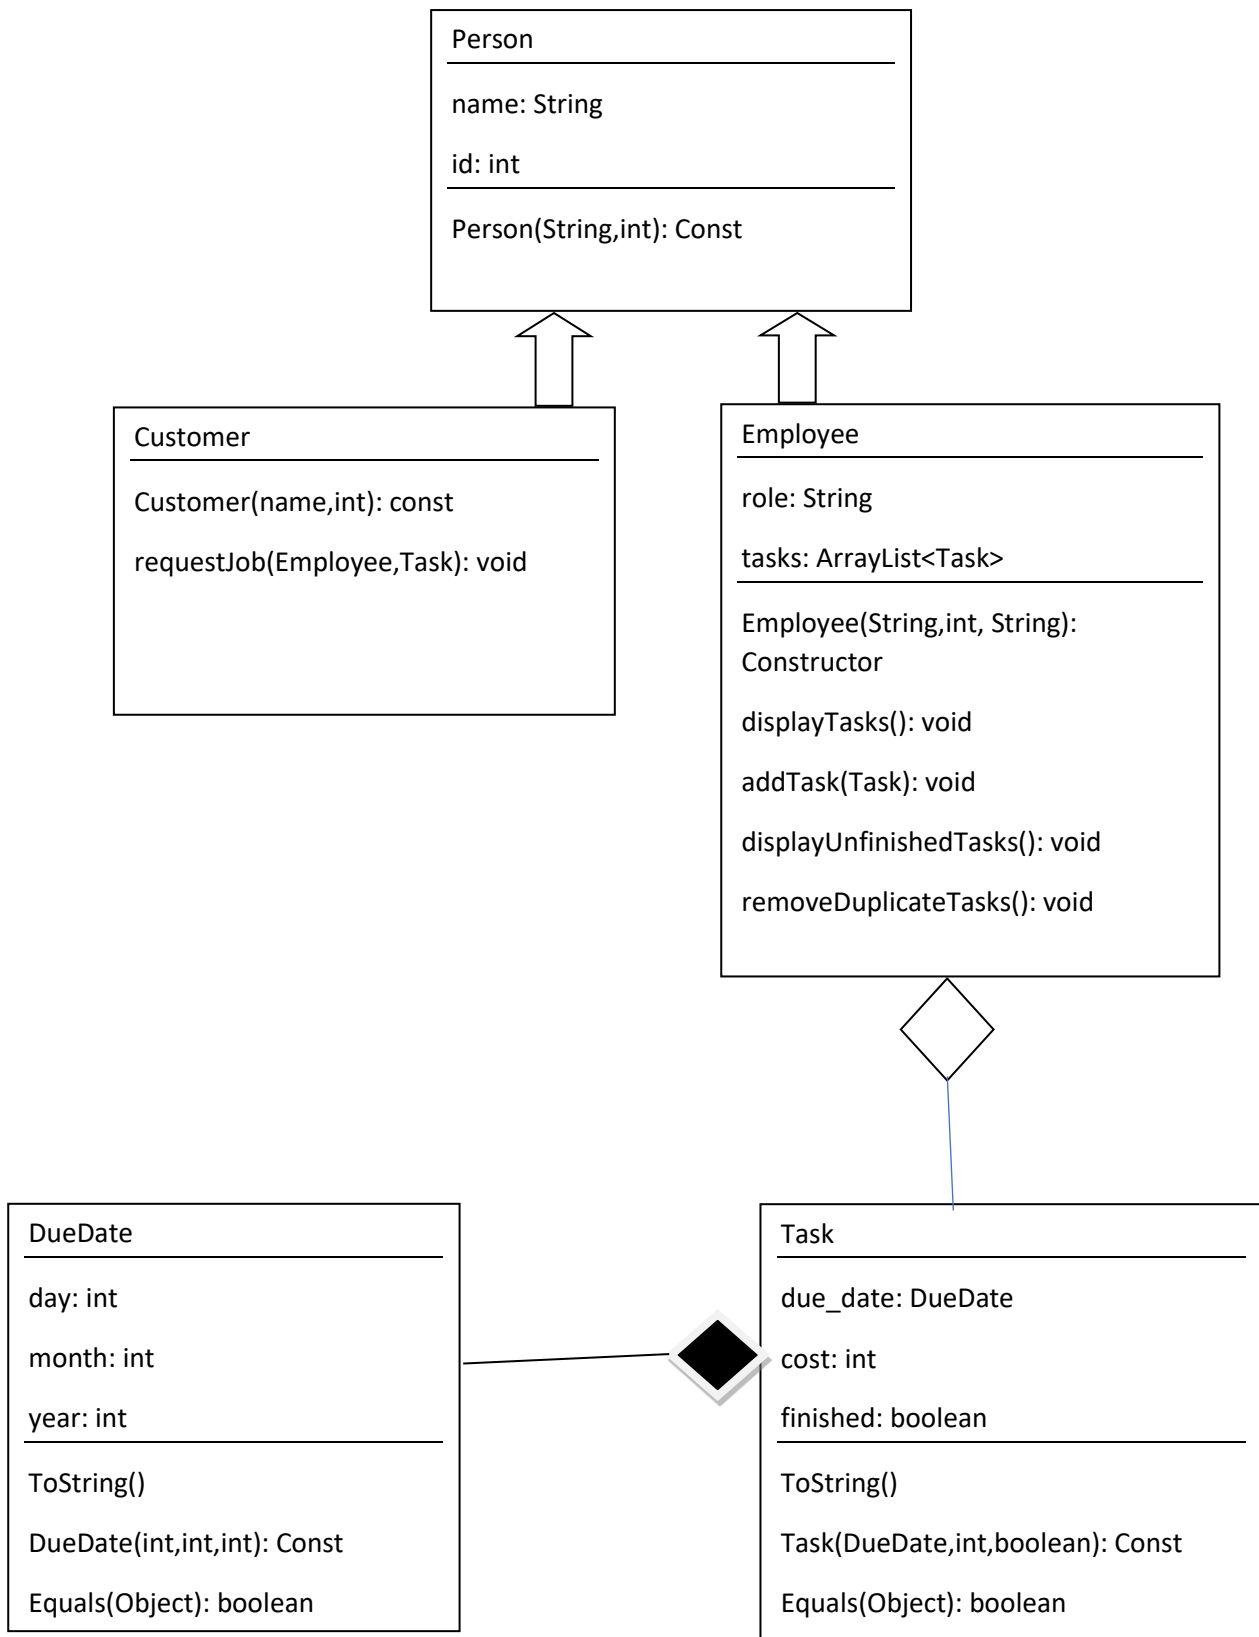 Person
name: String
id: int
Person(String,int): Const
Customer
Customer(name,int): const
requestJob(Employee,Task): void
Employee
role: String
tasks: ArrayList<Task>
Employee(String,int, String):
Constructor
displayTasks(): void
addTask(Task): void
displayUnfinishedTasks(): void
removeDuplicateTasks(): void
DueDate
day: int
month: int
year: int
ToString()
DueDate(int,int,int): Const
Equals(Object): boolean
Task
due_date: DueDate
cost: int
finished: boolean
ToString()
Task(DueDate,int,boolean): Const
Equals(Object): boolean